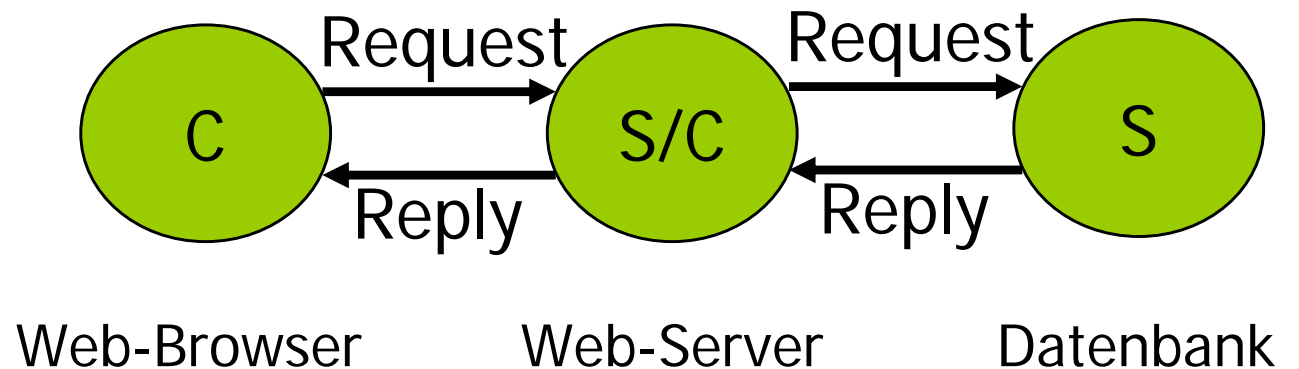 Request
Request
C
S/C
S
Reply
Reply
Web-Browser
Web-Server
Datenbank